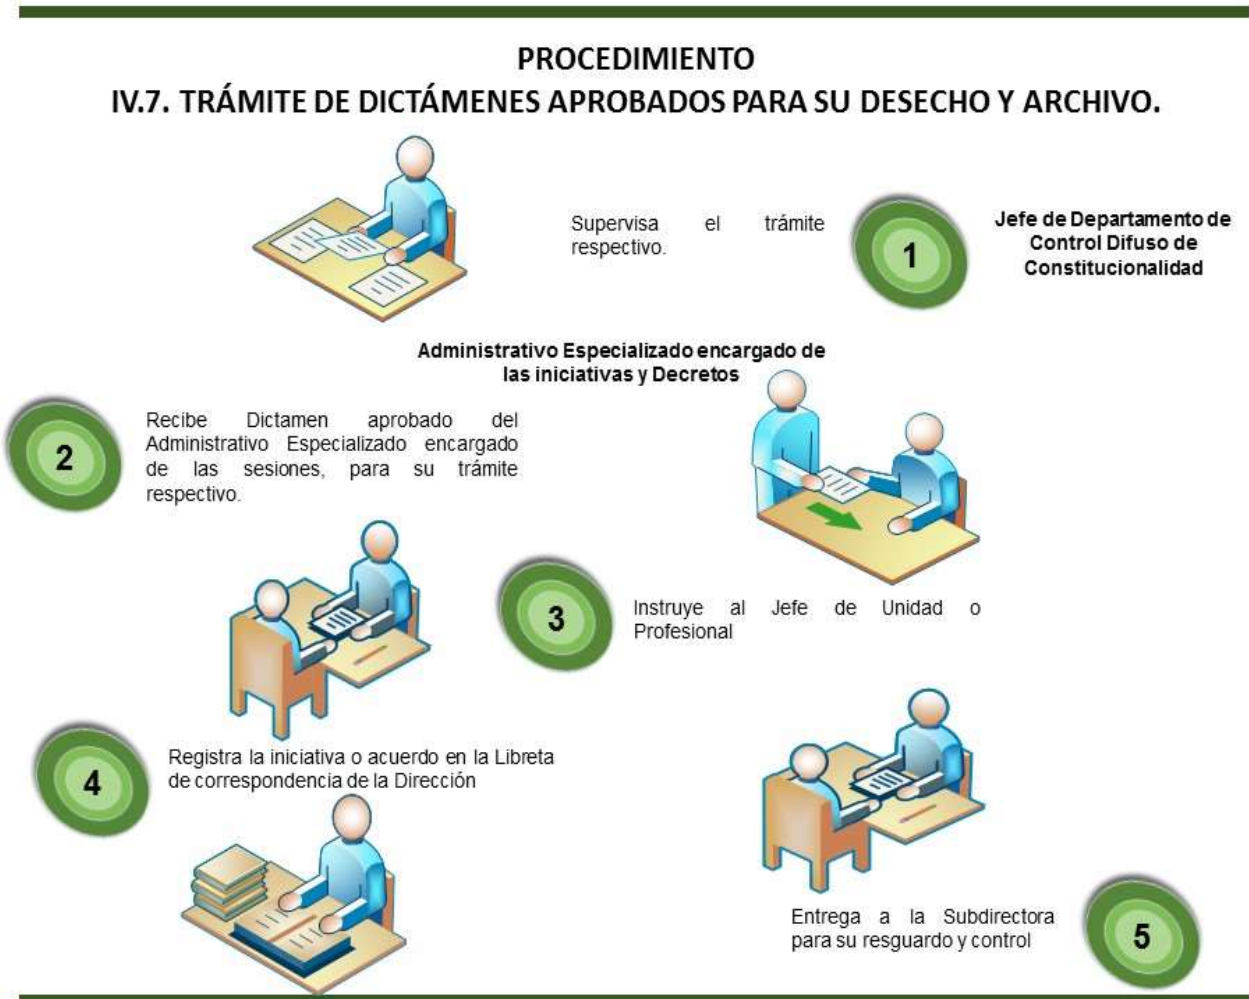 PROCEDIMIENTO
IV.7. TRÁMITE DE DICTÁMENES APROBADOS PARA SU DESECHO Y ARCHIVO.
Supervisa el trámite
respectivo.
1
Jefe de Departamento de
Control Difuso de
Constitucionalidad
Administrativo Especializado encargado de
las iniciativas y Decretos
2
Recibe Dictamen aprobado del
Administrativo Especializado encargado
de las sesiones, para su trámite
respectivo.
3
Instruye al Jefe de Unidad o
Profesional
4
Registra la iniciativa o acuerdo en la Libreta
de correspondencia de la Dirección
Entrega a la Subdirectora
para su resguardo y control
5